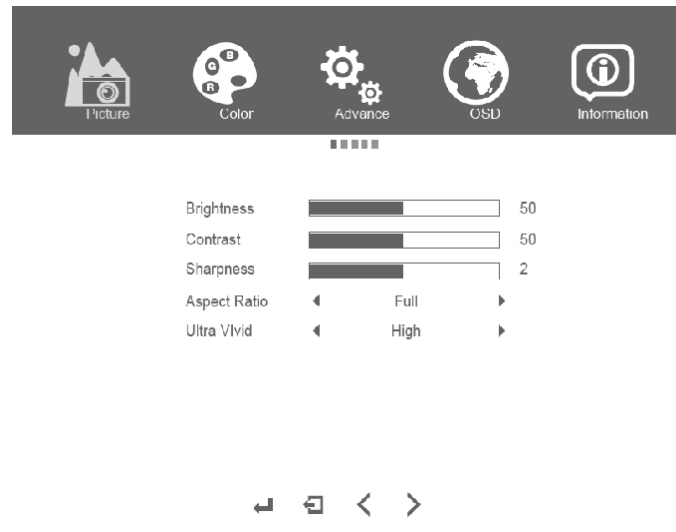 G B R
Picture Color Advance OSD Information
Brightness 50
Contrast 50
Sharpness 2
Aspect Ratio Full
Ultra VIvid High